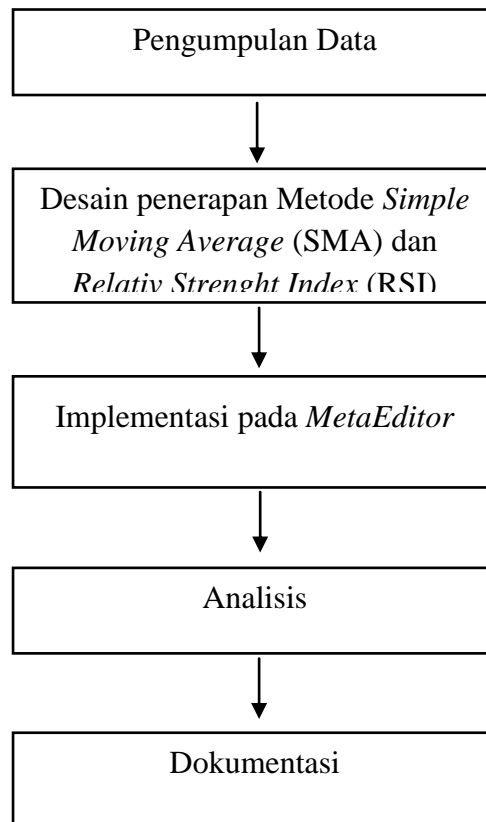 Pengumpulan Data
Desain penerapan Metode Simple
Moving Average (SMA) dan
Relativ Strenght Index (RSI)
Implementasi pada MetaEditor
Analisis
Dokumentasi